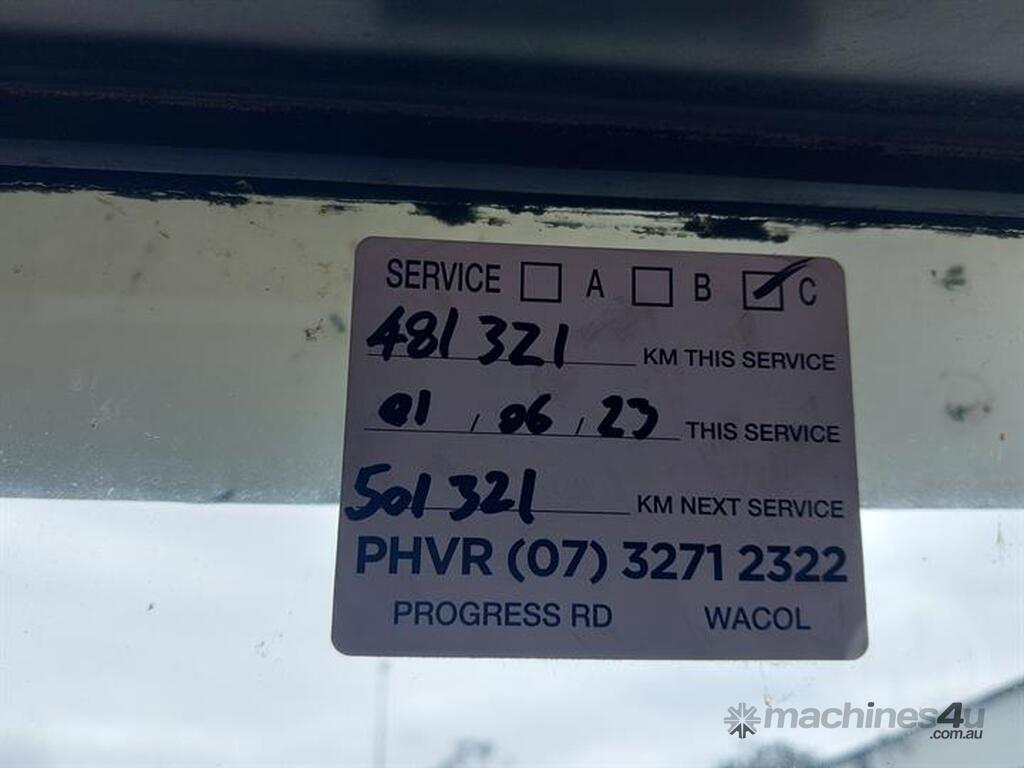 SERVICE A B C
481 321 KM THIS SERVICE
01 / 06 / 23 THIS SERVICE
501 321 KM NEXT SERVICE
PHVR (07) 3271 2322
PROGRESS RD WACOL
machines4u
.com.au